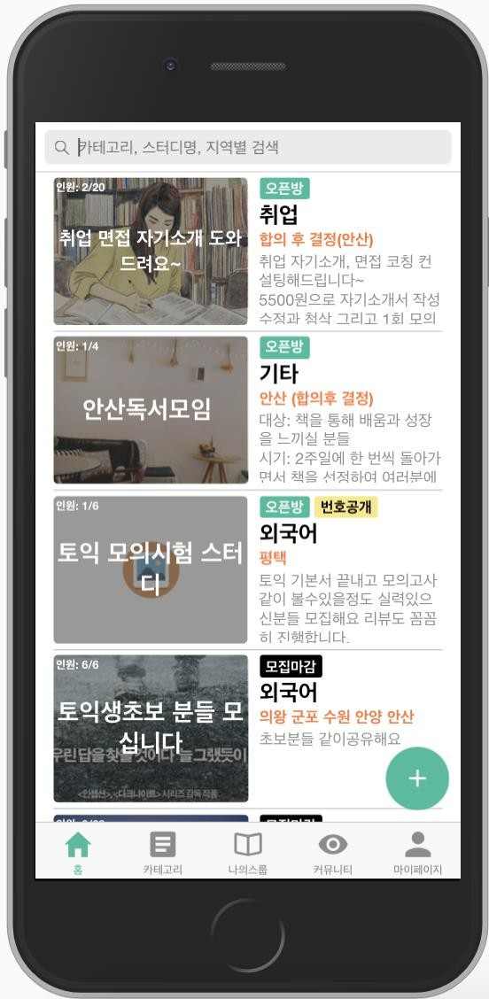 카테고리, 스터디명, 지역별 검색
인원: 2/20
취업 면접 자기소개 도와
드려요~
오픈방
취업
합의 후 결정(안산)
취업 자기소개, 면접 코칭 컨
설팅해드립니다~
5500원으로 자기소개서 작성
수정과 첨삭 그리고 1회 모의
인원: 1/4
안산독서모임
오픈방
기타
안산 (합의후 결정)
대상: 책을 통해 배움과 성장
을 느끼실 분들
시기: 2주일에 한 번씩 돌아가
면서 책을 선정하여 여러분에
인원: 1/6
토익 모의시험 스터
디
오픈방 번호공개
외국어
평택
토익 기본서 끝내고 모의고사
같이 볼수있을정도 실력있으
신분들 모집해요 리뷰도 꼼꼼
히 진행합니다.
인원: 6/6
토익생초보 분들 모
십니다
우린 답을 찾을 것이다 늘 그랬듯이
<인셉션>, <다크나이트> 시리즈 감독 작품
모집마감
외국어
의왕 군포 수원 안양 안산
초보분들 같이공유해요
+
모집마감
홈 카테고리 나의스룹 커뮤니티 마이페이지